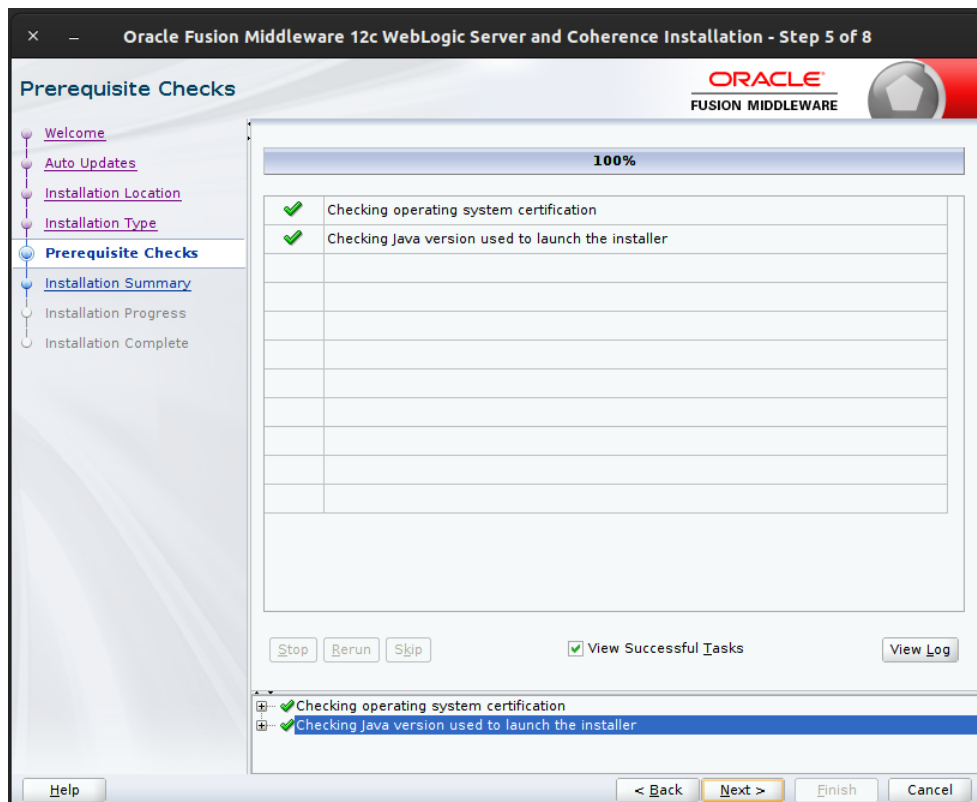 Oracle Fusion Middleware 12c WebLogic Server and Coherence Installation - Step 5 of 8
Prerequisite Checks
ORACLE
FUSION MIDDLEWARE
Welcome
Auto Updates
Installation Location
Installation Type
Prerequisite Checks
Installation Summary
Installation Progress
Installation Complete
100%
Checking operating system certification
Checking Java version used to launch the installer
Stop Rerun Skip View Successful Tasks View Log
Checking operating system certification
Checking Java version used to launch the installer
Help < Back Next > Finish Cancel